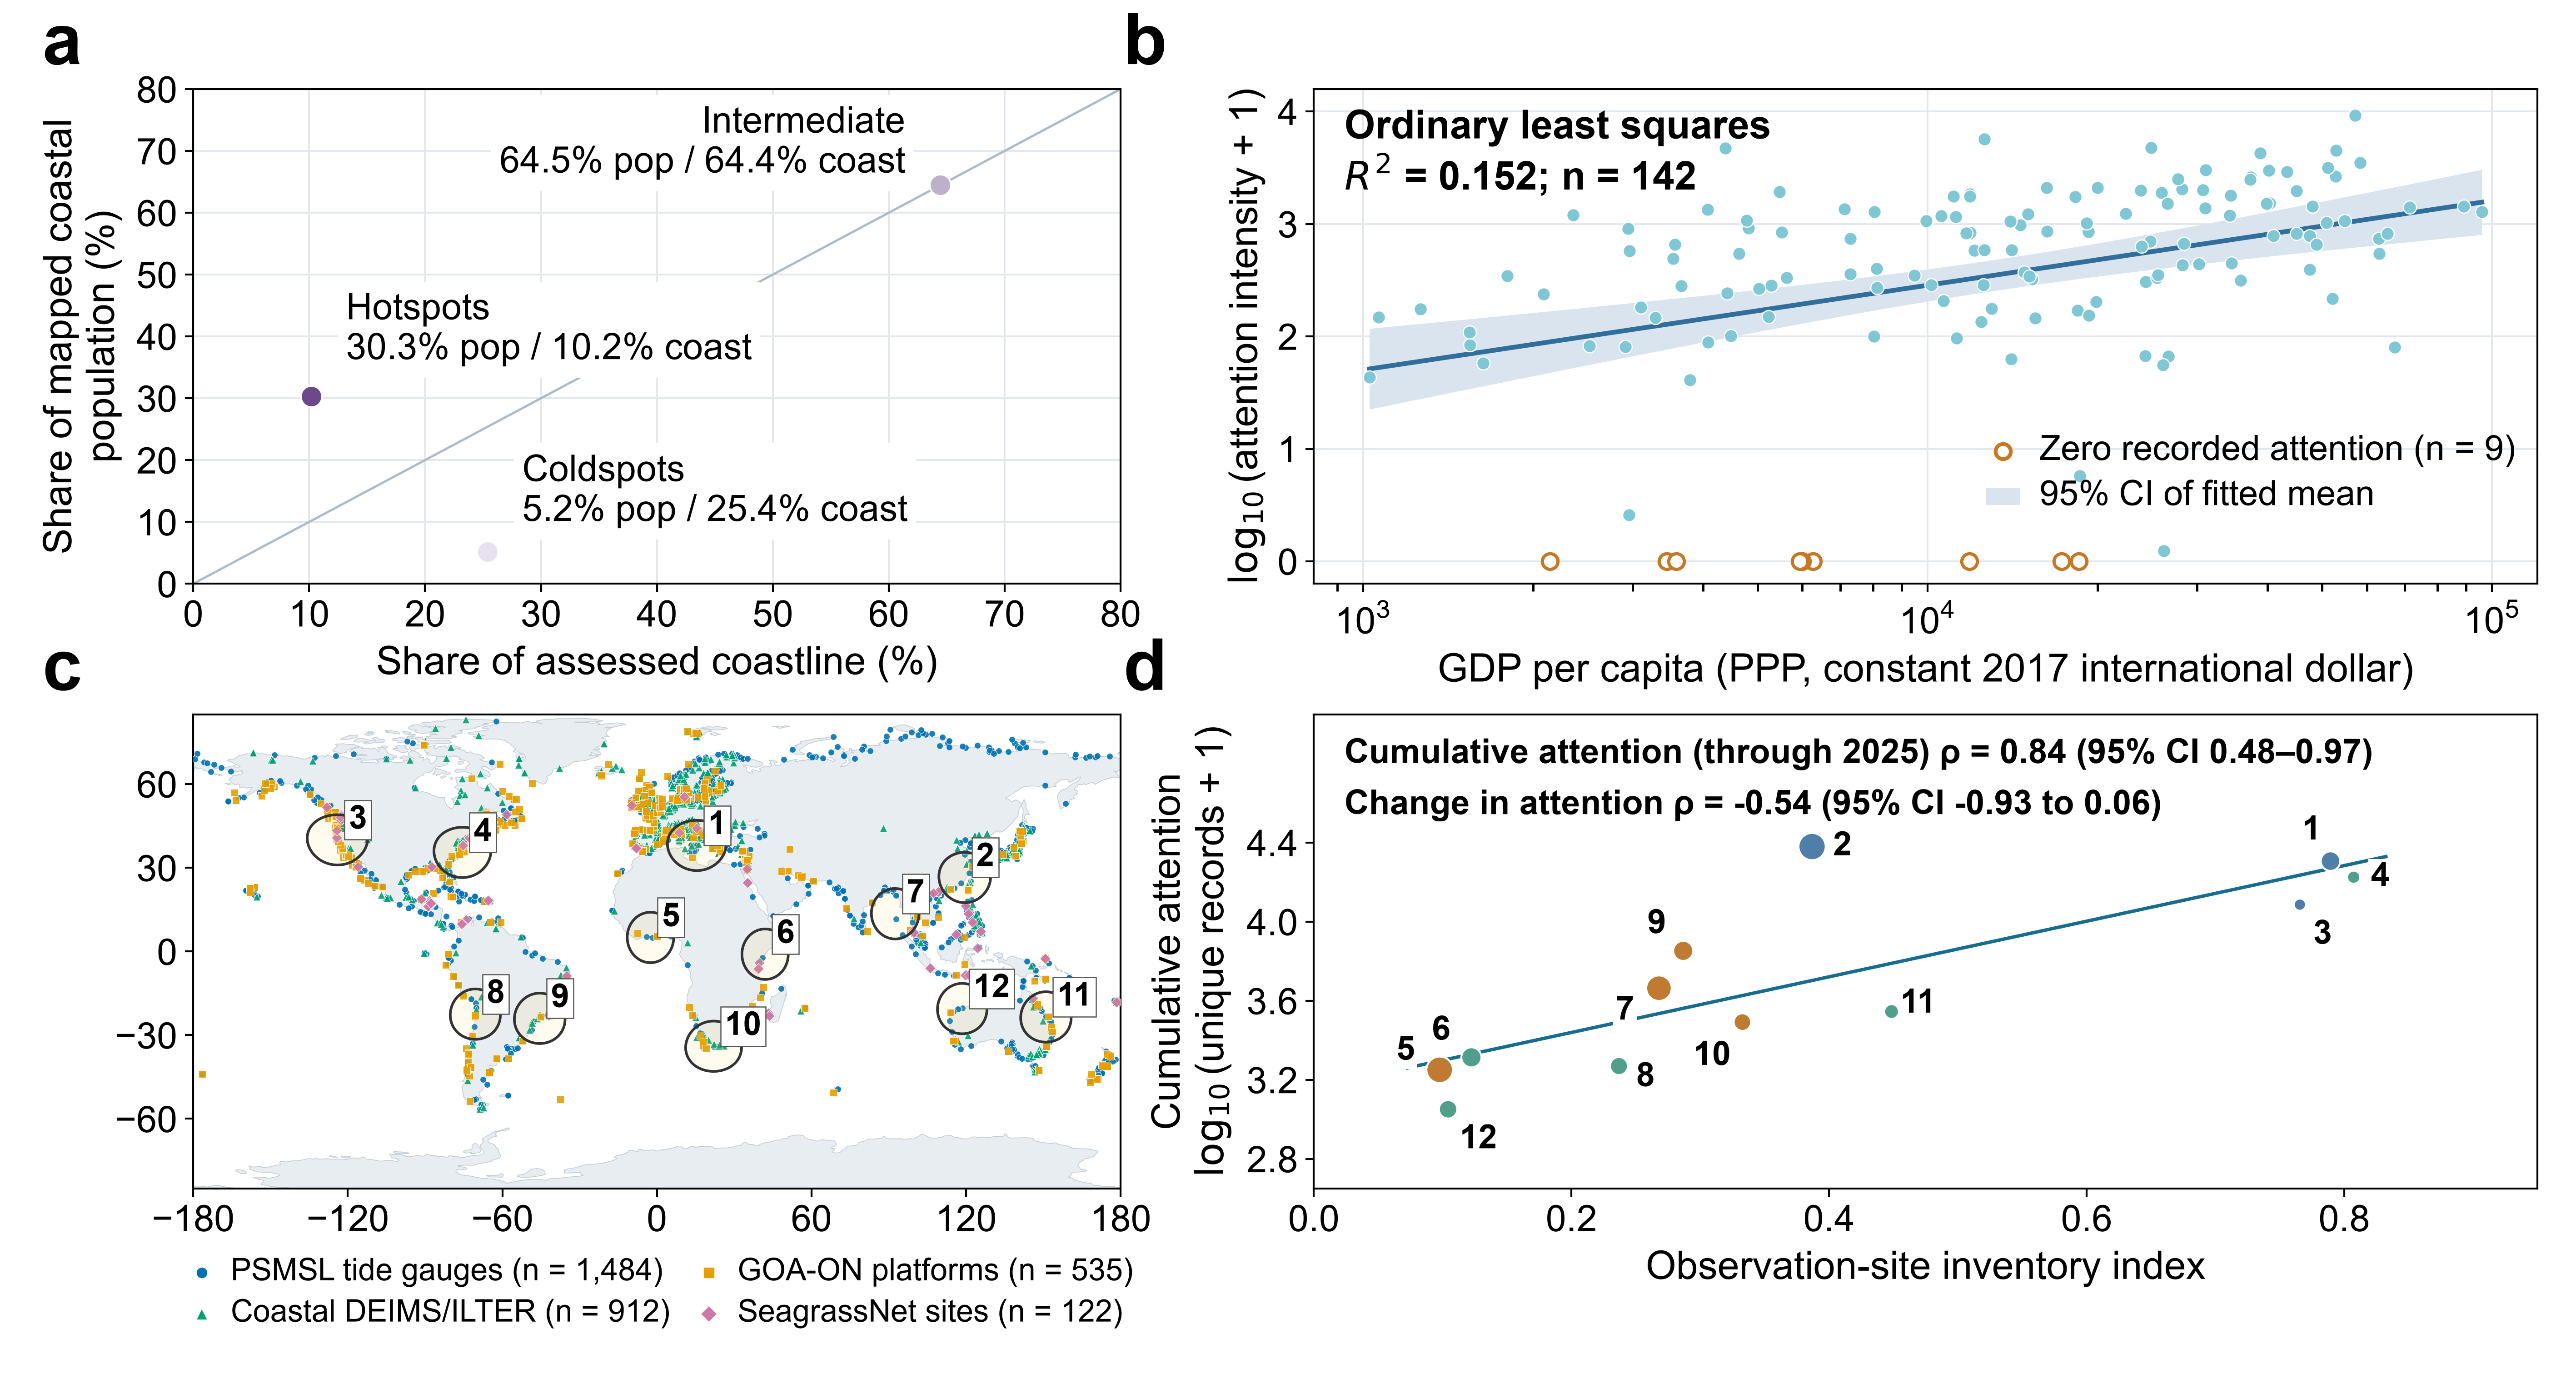 a
80
70
60
50
40
30
20
10
0
Share of mapped coastal
population (%)
Intermediate
64.5% pop / 64.4% coast
Hotspots
30.3% pop / 10.2% coast
Coldspots
5.2% pop / 25.4% coast
0 10 20 30 40 50 60 70 80
Share of assessed coastline (%)
b
4
3
2
1
0
log₁₀ (attention intensity + 1)
Ordinary least squares
R² = 0.152; n = 142
Zero recorded attention (n = 9)
95% CI of fitted mean
10³ 10⁴ 10⁵
GDP per capita (PPP, constant 2017 international dollar)
c
60
30
0
−30
−60
3
4
1
2
7
5
6
8
9
12
11
10
−180 −120 −60 0 60 120 180
PSMSL tide gauges (n = 1,484)
GOA-ON platforms (n = 535)
Coastal DEIMS/ILTER (n = 912)
SeagrassNet sites (n = 122)
d
Cumulative attention
log₁₀ (unique records + 1)
4.4
4.0
3.6
3.2
2.8
Cumulative attention (through 2025) ρ = 0.84 (95% CI 0.48–0.97)
Change in attention ρ = -0.54 (95% CI -0.93 to 0.06)
1
2
4
9
3
7
11
6
5
10
8
12
0.0 0.2 0.4 0.6 0.8
Observation-site inventory index